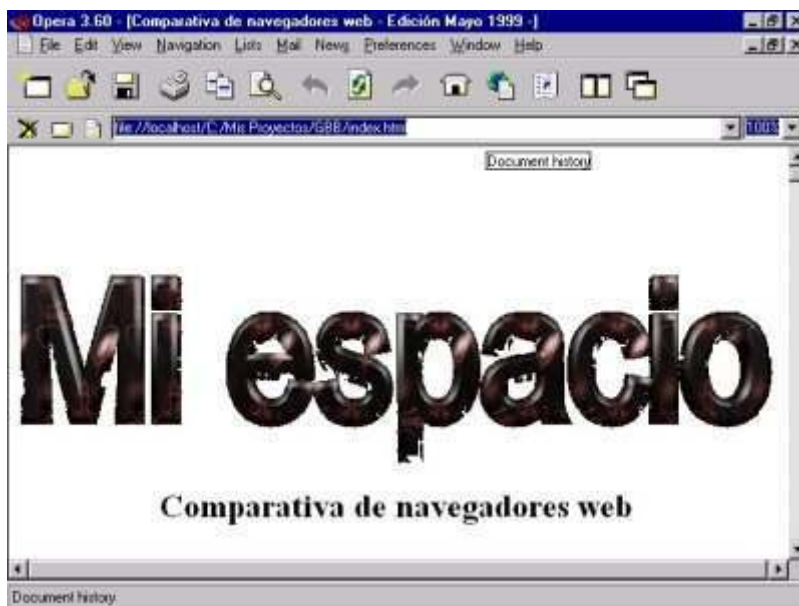 Opera 3.60 - [Comparativa de navegadores web - Edición Mayo 1999 -]
File Edit View Navigation Lists Mail News Preferences Window Help
file://localhost/C:/Mis Proyectos/GBB/index.htm 100%
Document history
Mi espacio
Comparativa de navegadores web
Document history